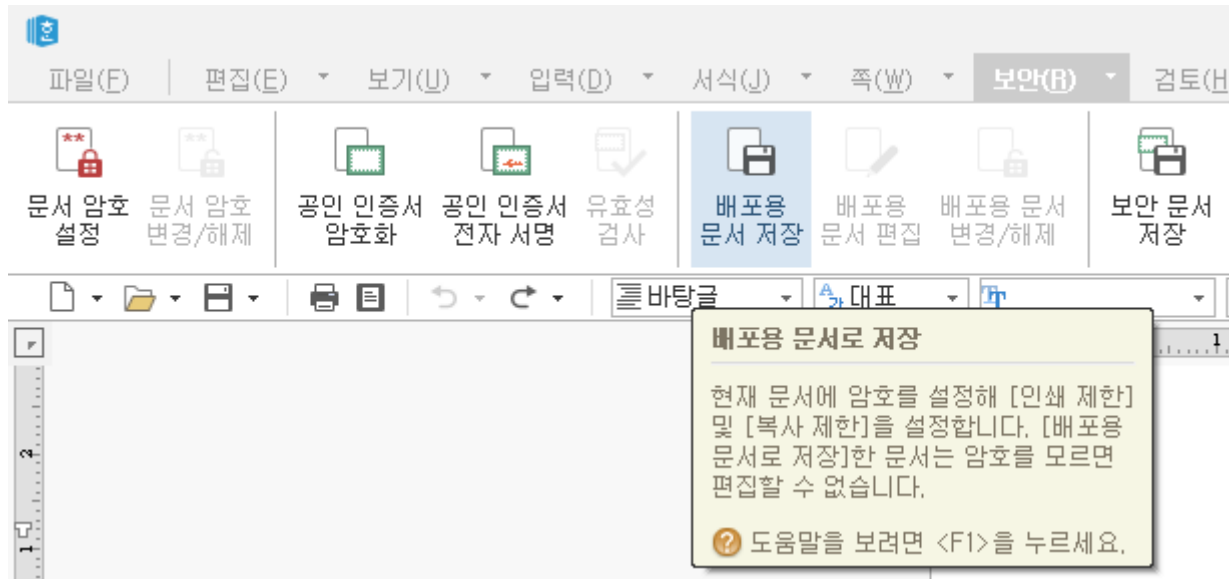 파일(F) 편집(E) 보기(U) 입력(D) 서식(J) 쪽(W) 보안(R) 검토(H
문서 암호 설정
문서 암호 변경/해제
공인 인증서 암호화
공인 인증서 전자 서명
유효성 검사
배포용 문서 저장
배포용 문서 편집
배포용 문서 변경/해제
보안 문서 저장
바탕글 대표
배포용 문서로 저장
현재 문서에 암호를 설정해 [인쇄 제한]
및 [복사 제한]을 설정합니다. [배포용
문서로 저장]한 문서는 암호를 모르면
편집할 수 없습니다.
도움말을 보려면 <F1>을 누르세요.
1
2
1